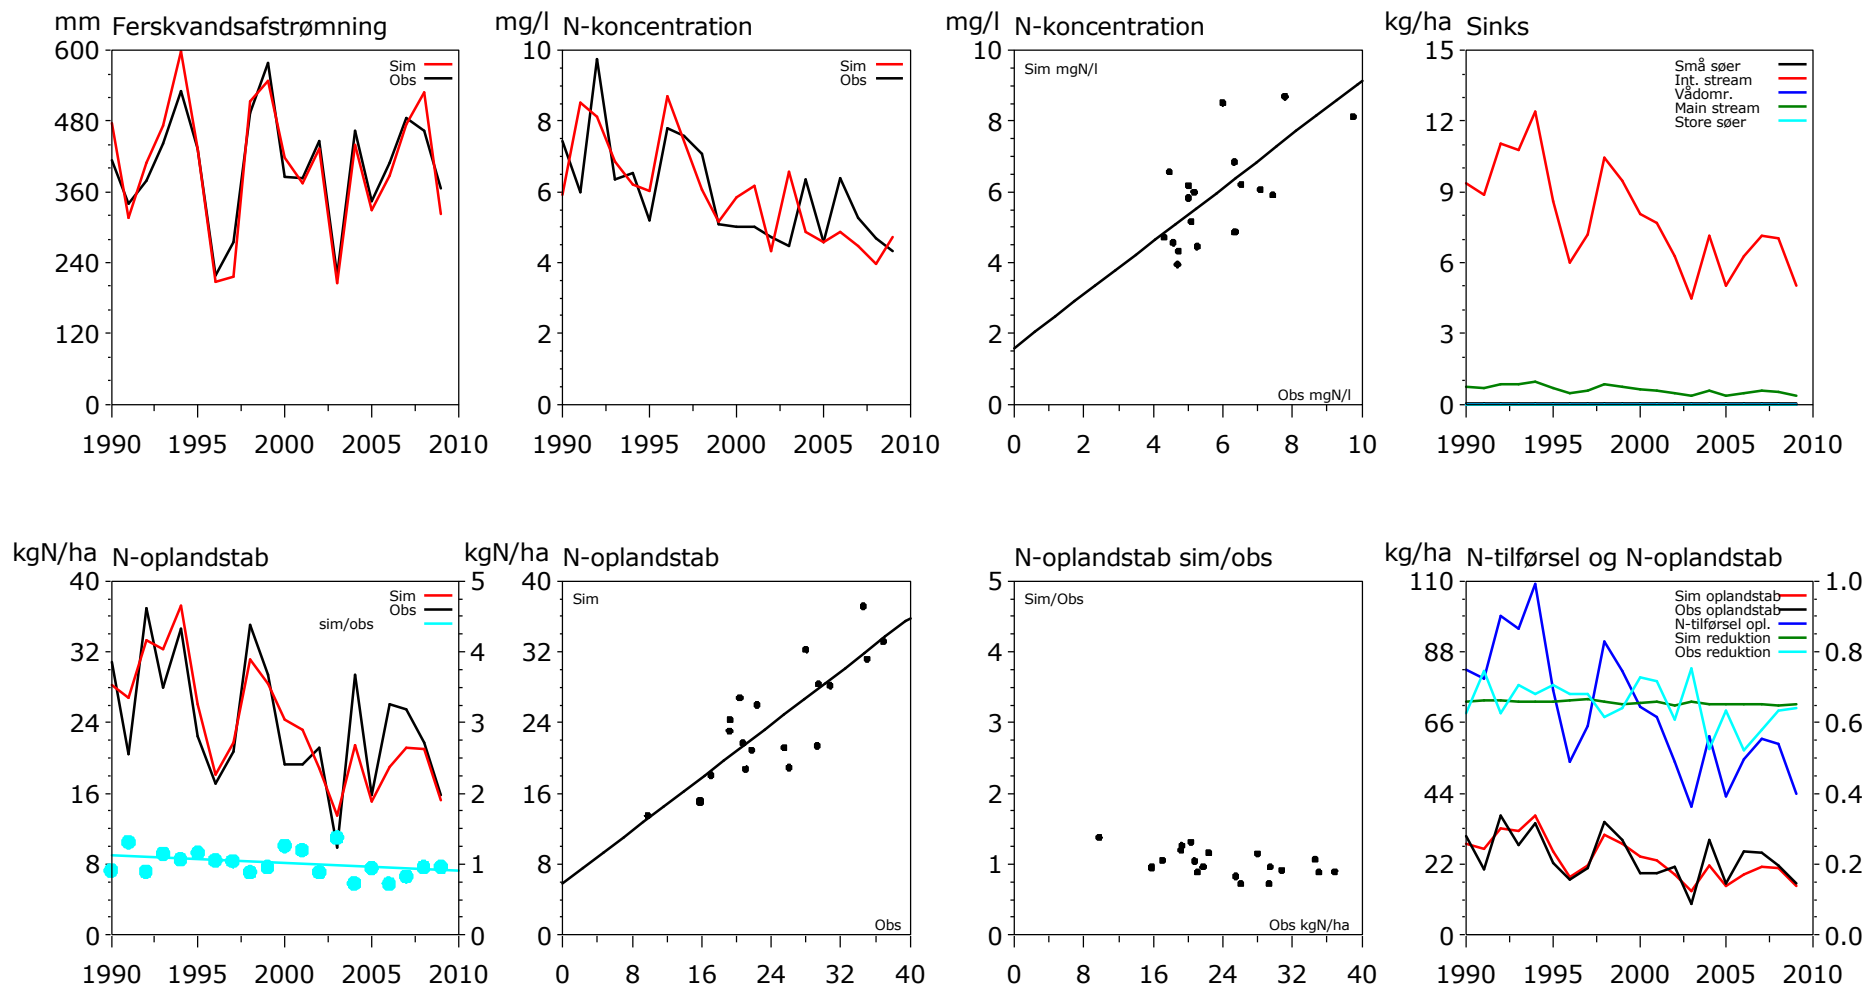 mm Ferskvandsafstrømning
600
480
360
240
120
0
Sim
Obs
1990 1995 2000 2005 2010
mg/l N-koncentration
10
8
6
4
2
0
Sim
Obs
1990 1995 2000 2005 2010
mg/l N-koncentration
10
8
6
4
2
0
Sim mgN/l
Obs mgN/l
0 2 4 6 8 10
kg/ha Sinks
15
12
9
6
3
0
Små søer
Int. stream
Vådomr.
Main stream
Store søer
1990 1995 2000 2005 2010
kgN/ha N-oplandstab
40
32
24
16
8
0
Sim
Obs
sim/obs
5
4
3
2
1
0
1990 1995 2000 2005 2010
kgN/ha N-oplandstab
40
32
24
16
8
0
Sim
Obs
0 8 16 24 32 40
N-oplandstab sim/obs
5
4
3
2
1
0
Sim/Obs
Obs kgN/ha
0 8 16 24 32 40
kg/ha N-tilførsel og N-oplandstab
110
88
66
44
22
0
Sim oplandstab
Obs oplandstab
N-tilførsel opl.
Sim reduktion
Obs reduktion
1.0
0.8
0.6
0.4
0.2
0.0
1990 1995 2000 2005 2010